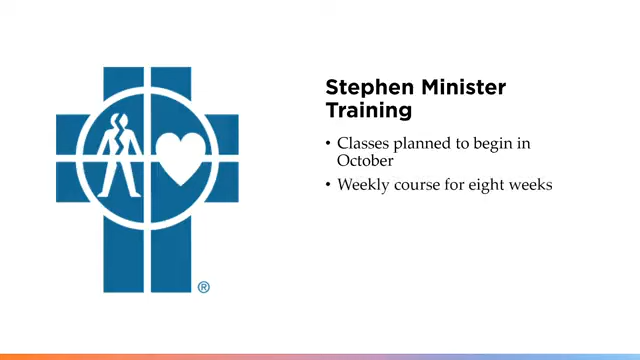 Stephen Minister
Training
• Classes planned to begin in
October
• Weekly course for eight weeks
®